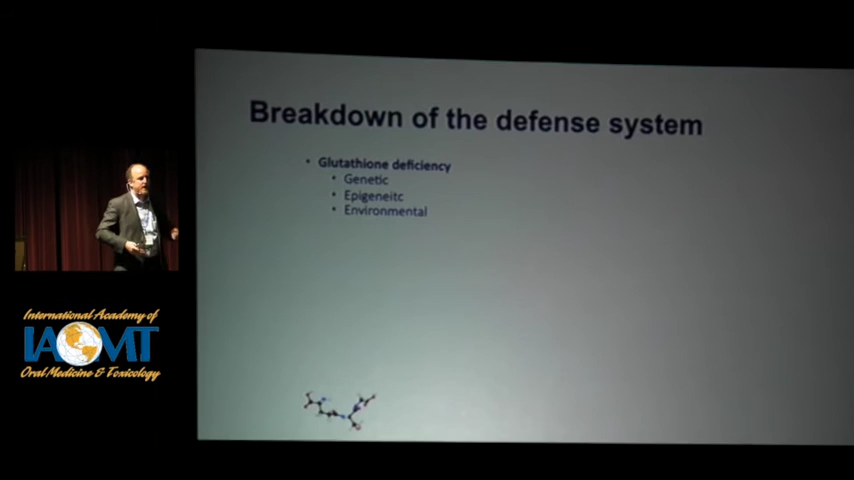 Breakdown of the defense system
• Glutathione deficiency
• Genetic
• Epigeneitc
• Environmental
International Academy of
IAOMT
Oral Medicine & Toxicology